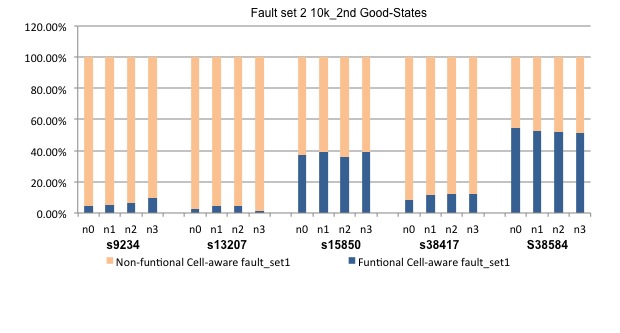 Fault set 2 10k_2nd Good-States
120.00%
100.00%
80.00%
60.00%
40.00%
20.00%
0.00%
n0 n1 n2 n3 n0 n1 n2 n3 n0 n1 n2 n3 n0 n1 n2 n3 n0 n1 n2 n3
s9234 s13207 s15850 s38417 S38584
Non-funtional Cell-aware fault_set1 Funtional Cell-aware fault_set1